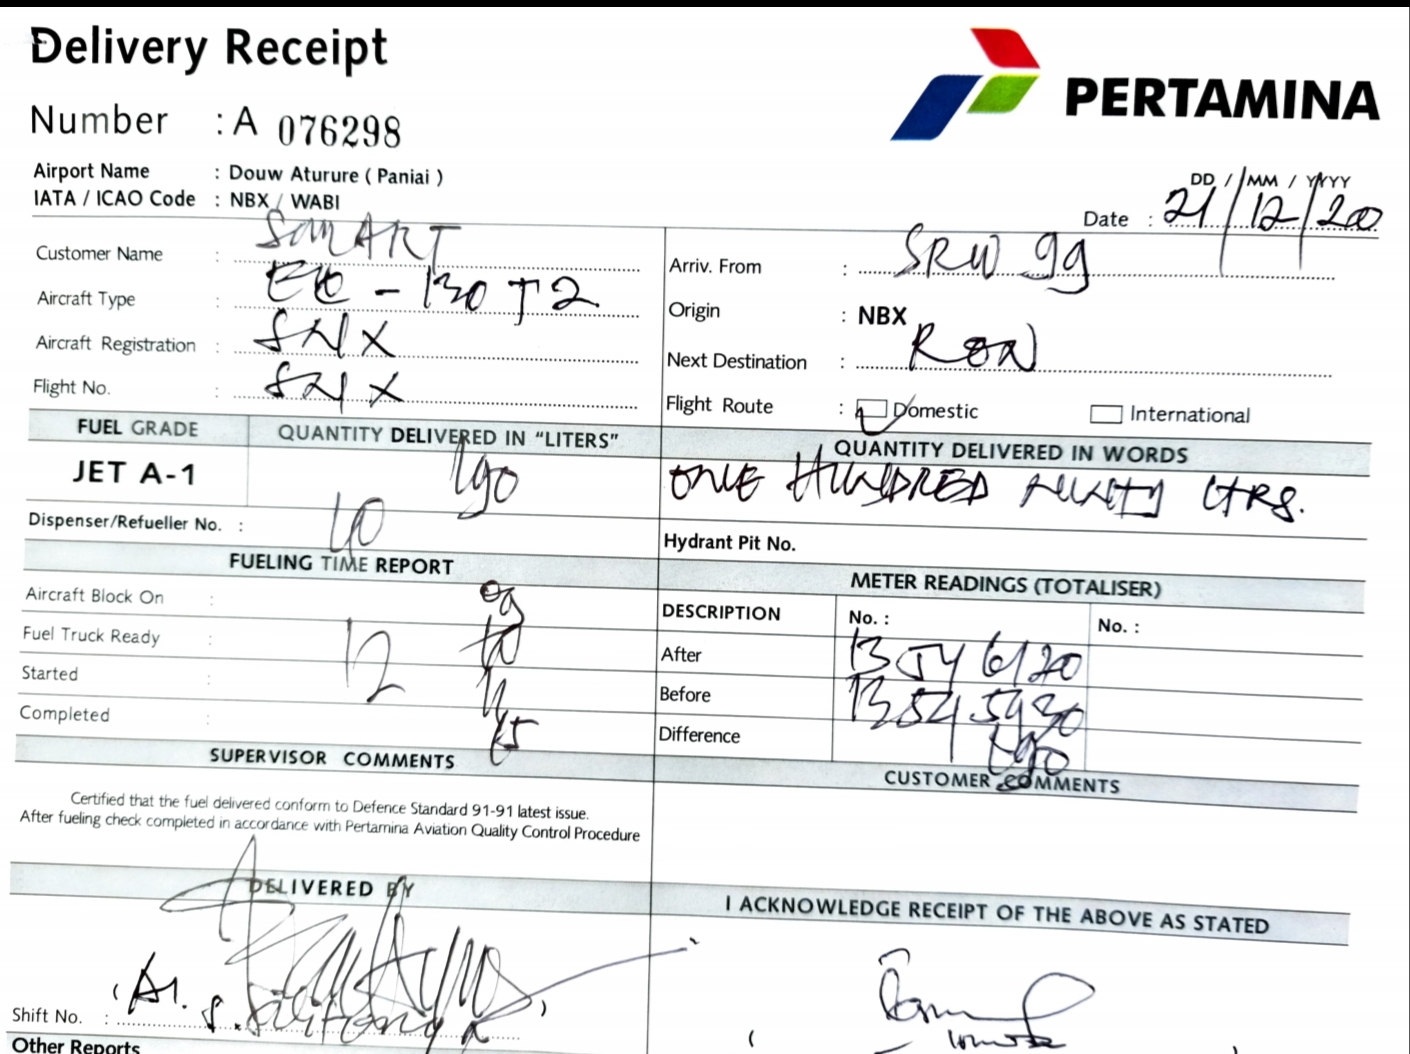 Delivery Receipt
PERTAMINA
Number : A 076298
Airport Name : Douw Aturure ( Paniai )
IATA / ICAO Code : NBX / WABI
DD / MM / YYYY
Date : 21/12/20
Customer Name : SMART
Arriv. From : SRW 99
Aircraft Type : EC - 130 T2
Origin : NBX
Aircraft Registration : SNX
Next Destination : RON
Flight No. : SNX
Flight Route : Domestic International
FUEL GRADE QUANTITY DELIVERED IN "LITERS" QUANTITY DELIVERED IN WORDS
JET A-1 190 ONE HUNDRED NINETY LTRS.
Dispenser/Refueller No. : 10
Hydrant Pit No.
FUELING TIME REPORT METER READINGS (TOTALISER)
Aircraft Block On : 09
DESCRIPTION No. : No. :
Fuel Truck Ready : 12 10
After 13546120
Started : 11
Before 13545930
Completed : 15
Difference 190
SUPERVISOR COMMENTS CUSTOMER COMMENTS
Certified that the fuel delivered conform to Defence Standard 91-91 latest issue.
After fueling check completed in accordance with Pertamina Aviation Quality Control Procedure
DELIVERED BY I ACKNOWLEDGE RECEIPT OF THE ABOVE AS STATED
Shift No. :
Other Reports